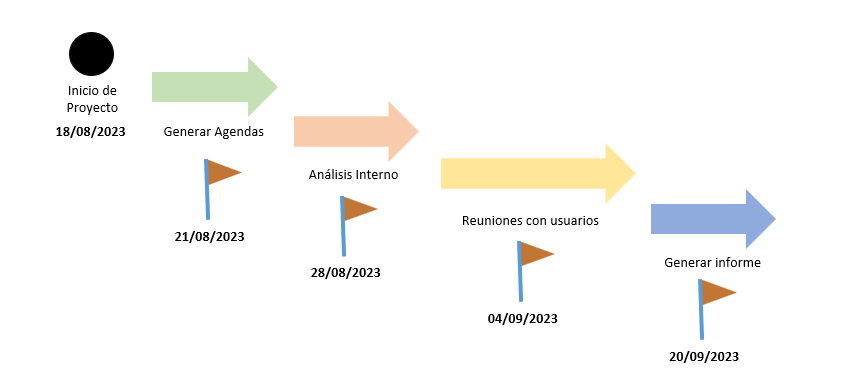 Inicio de
Proyecto
18/08/2023
Generar Agendas
21/08/2023
Análisis Interno
28/08/2023
Reuniones con usuarios
04/09/2023
Generar informe
20/09/2023